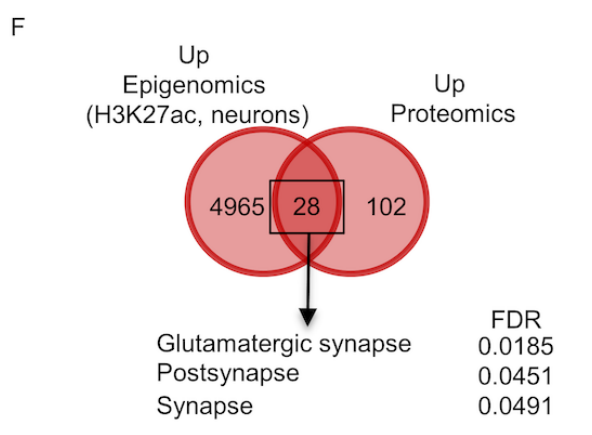 F
Up
Epigenomics
(H3K27ac, neurons)
Up
Proteomics
4965 28 102
FDR
Glutamatergic synapse 0.0185
Postsynapse 0.0451
Synapse 0.0491